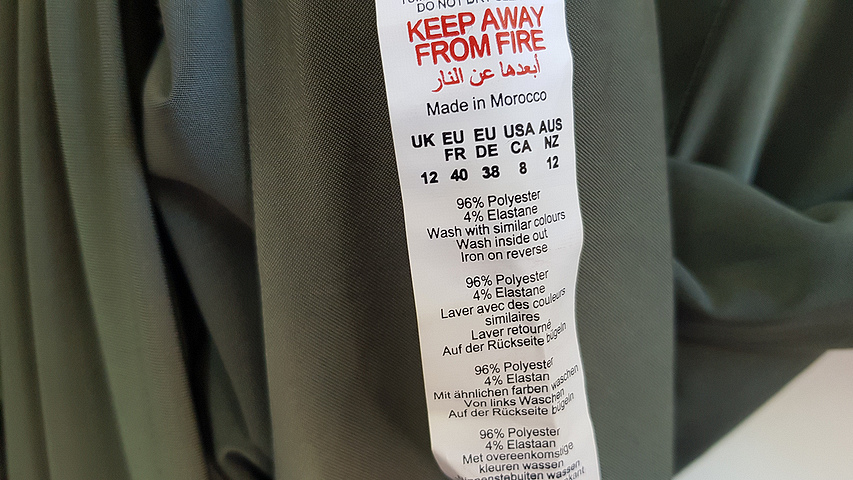 DO NOT DRY
KEEP AWAY
FROM FIRE
أبعدها عن النار
Made in Morocco
UK EU EU USA AUS
FR DE CA NZ
12 40 38 8 12
96% Polyester
4% Elastane
Wash with similar colours
Wash inside out
Iron on reverse
96% Polyester
4% Elastane
Laver avec des couleurs
similaires
Laver retourné
Auf der Rückseite bügeln
96% Polyester
4% Elastan
Mit ähnlichen farben waschen
Von links Waschen
Auf der Rückseite bügeln
96% Polyester
4% Elastaan
Met overeenkomstige
kleuren wassen
wassen